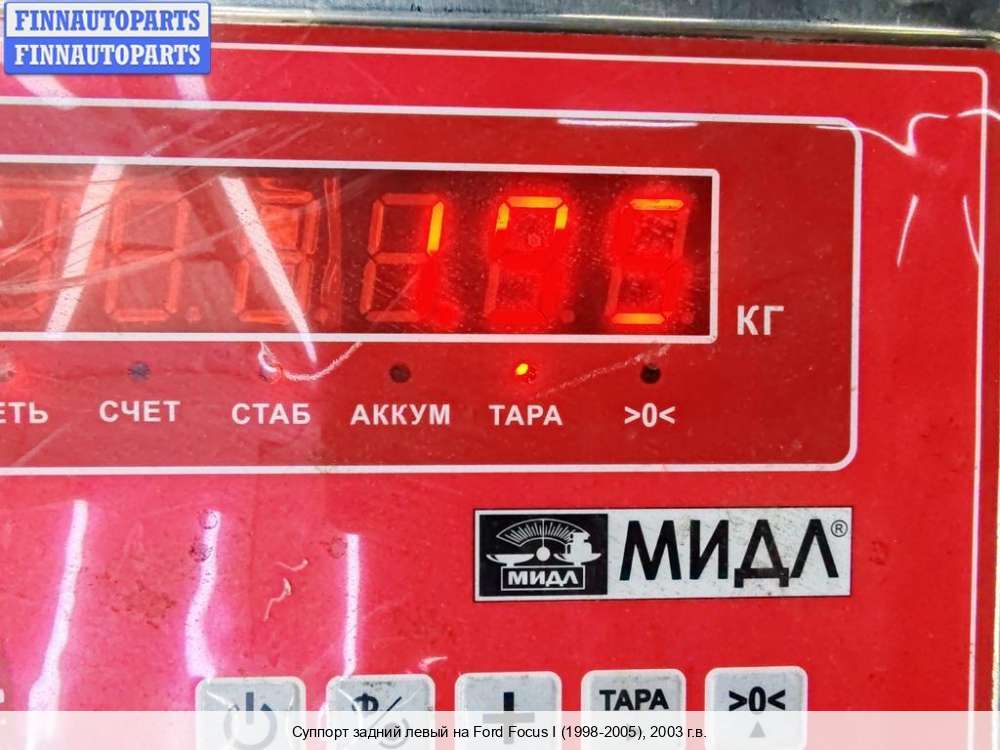 FINNAUTOPARTS
FINNAUTOPARTS
КГ
ЕТЬ СЧЕТ СТАБ АККУМ ТАРА >0<
МИДЛ МИДЛ®
ТАРА >0<
Суппорт задний левый на Ford Focus I (1998-2005), 2003 г.в.